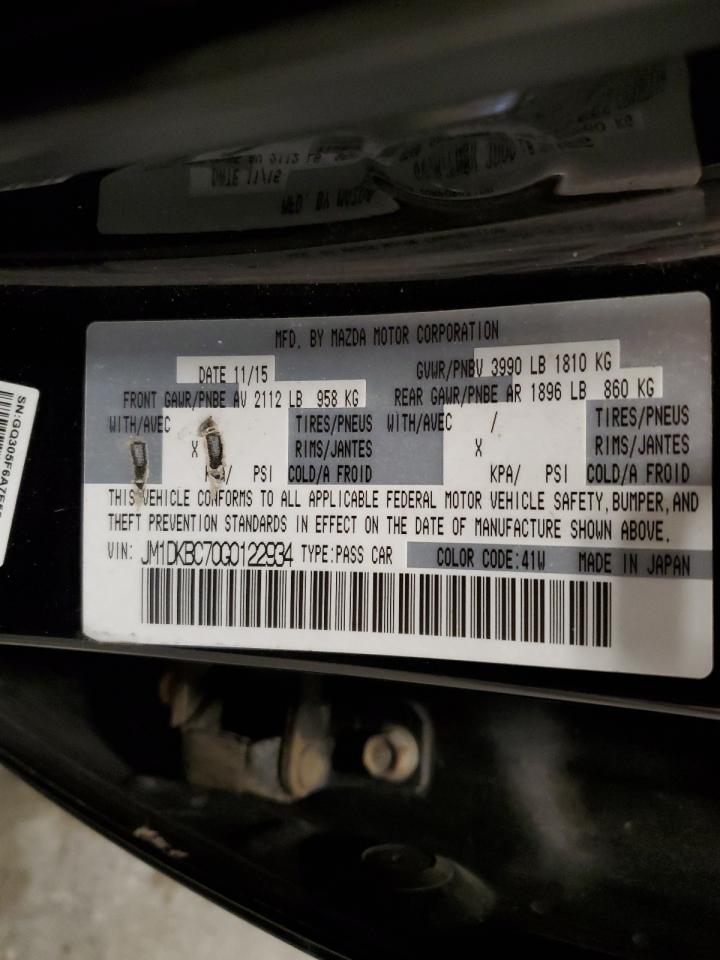 MFD. BY MAZDA MOTOR CORPORATION
DATE 11/15 GVWR/PNBV 3990 LB 1810 KG
FRONT GAWR/PNBE AV 2112 LB 958 KG REAR GAWR/PNBE AR 1896 LB 860 KG
WITH/AVEC / TIRES/PNEUS WITH/AVEC / TIRES/PNEUS
X RIMS/JANTES X RIMS/JANTES
KPA/ PSI COLD/A FROID KPA/ PSI COLD/A FROID
THIS VEHICLE CONFORMS TO ALL APPLICABLE FEDERAL MOTOR VEHICLE SAFETY, BUMPER, AND
THEFT PREVENTION STANDARDS IN EFFECT ON THE DATE OF MANUFACTURE SHOWN ABOVE.
VIN: JM1DKBC70G0122934 TYPE:PASS CAR COLOR CODE:41W MADE IN JAPAN